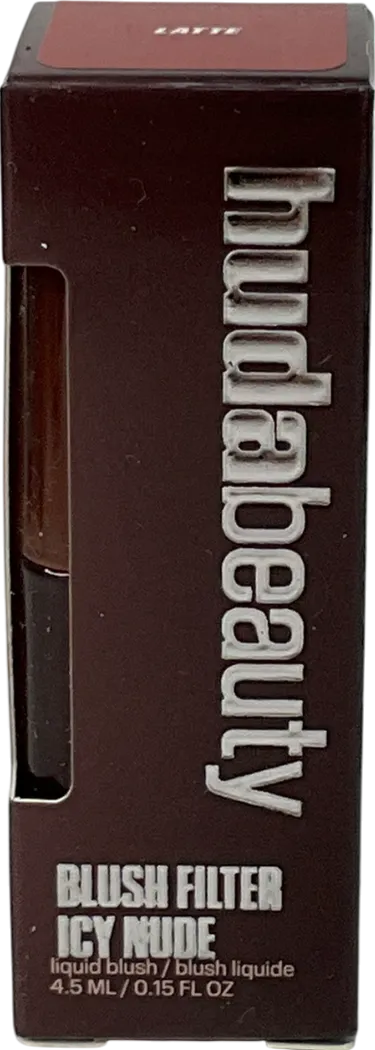 LATTE
hudabeauty
BLUSH FILTER
ICY NUDE
liquid blush / blush liquide
4.5 ML / 0.15 FL OZ